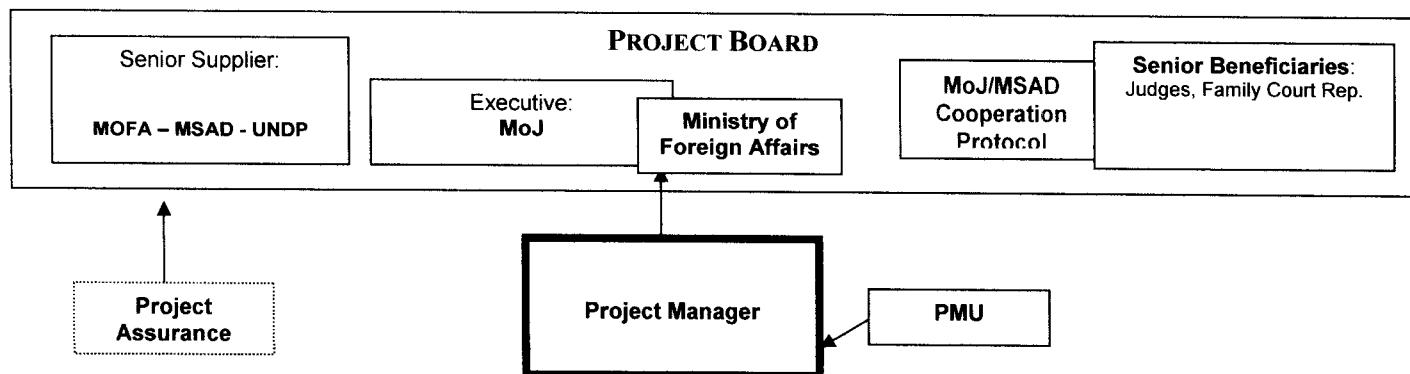 PROJECT BOARD
Senior Supplier:
MOFA – MSAD - UNDP
Executive:
MoJ
Ministry of
Foreign Affairs
MoJ/MSAD
Cooperation
Protocol
Senior Beneficiaries:
Judges, Family Court Rep.
Project
Assurance
Project Manager
PMU